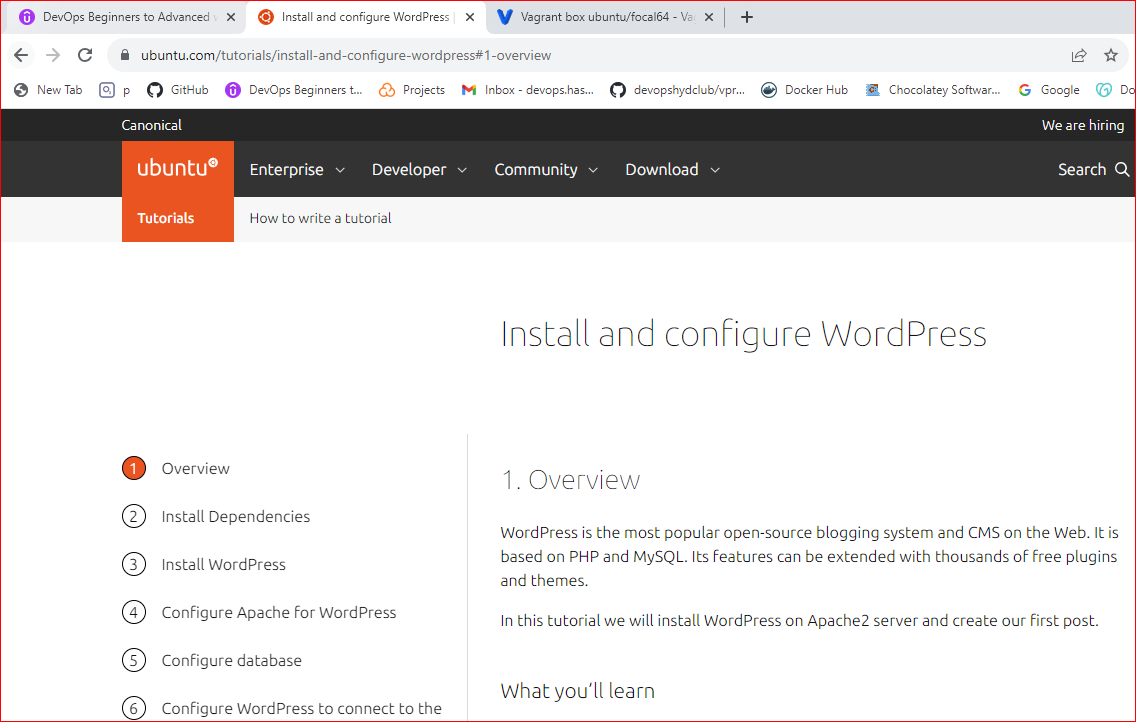 DevOps Beginners to Advanced
Install and configure WordPress |
Vagrant box ubuntu/focal64 - Va
ubuntu.com/tutorials/install-and-configure-wordpress#1-overview
New Tab
p
GitHub
DevOps Beginners t...
Projects
Inbox - devops.has...
devopshydclub/vpr...
Docker Hub
Chocolatey Softwar...
Google
Do
Canonical
We are hiring
ubuntu
Enterprise
Developer
Community
Download
Search
Tutorials
How to write a tutorial
Install and configure WordPress
1 Overview
2 Install Dependencies
3 Install WordPress
4 Configure Apache for WordPress
5 Configure database
6 Configure WordPress to connect to the
1. Overview
WordPress is the most popular open-source blogging system and CMS on the Web. It is
based on PHP and MySQL. Its features can be extended with thousands of free plugins
and themes.
In this tutorial we will install WordPress on Apache2 server and create our first post.
What you’ll learn